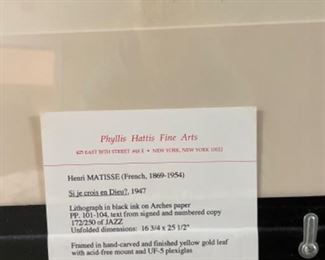 Phyllis Hattis Fine Arts
EAST 58TH STREET • NEW YORK, NEW YORK 10022
Henri MATISSE (French, 1869-1954)
Si je crois en Dieu?, 1947
Lithograph in black ink on Arches paper
PP. 101-104, text from signed and numbered copy
172/250 of JAZZ
Unfolded dimensions: 16 3/4 x 25 1/2"
Framed in hand-carved and finished yellow gold leaf
with acid-free mount and UF-5 plexiglas